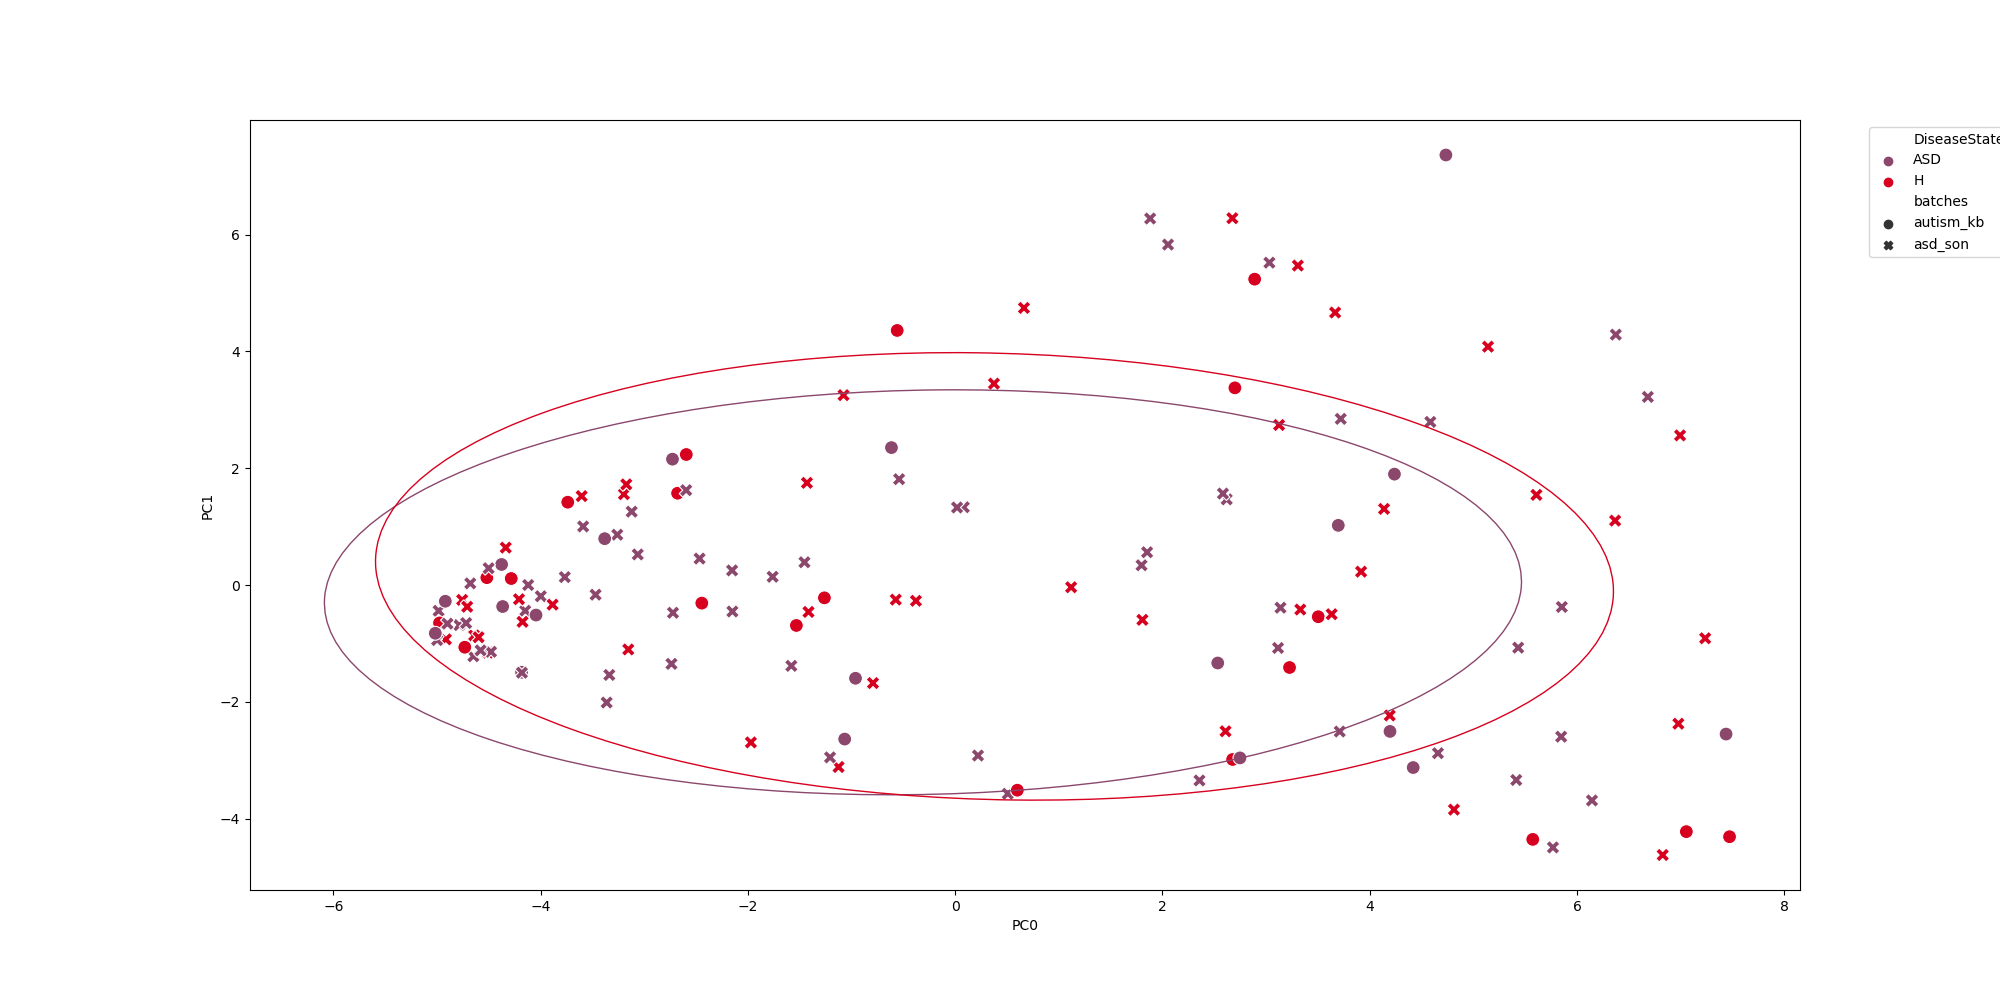 DiseaseState
ASD
H
batches
autism_kb
asd_son
6
4
2
0
−2
−4
PC1
−6
−4
−2
0
2
4
6
8
PC0